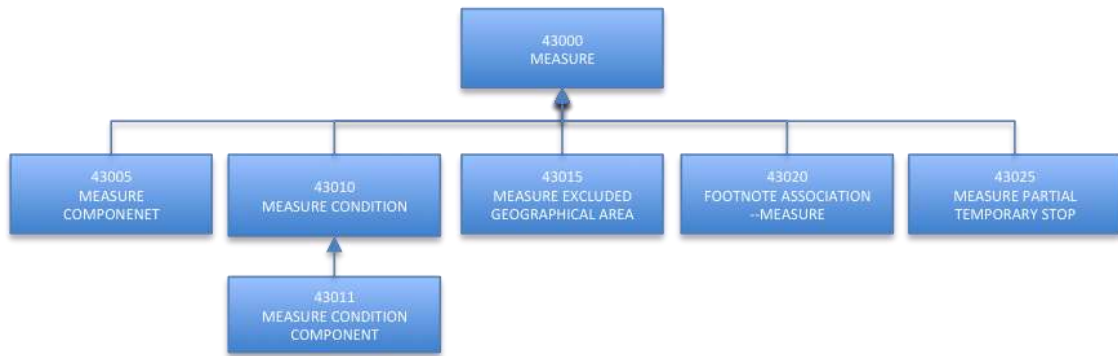 43000
MEASURE
43005
MEASURE
COMPONENET
43010
MEASURE CONDITION
43015
MEASURE EXCLUDED
GEOGRAPHICAL AREA
43020
FOOTNOTE ASSOCIATION
--MEASURE
43025
MEASURE PARTIAL
TEMPORARY STOP
43011
MEASURE CONDITION
COMPONENT